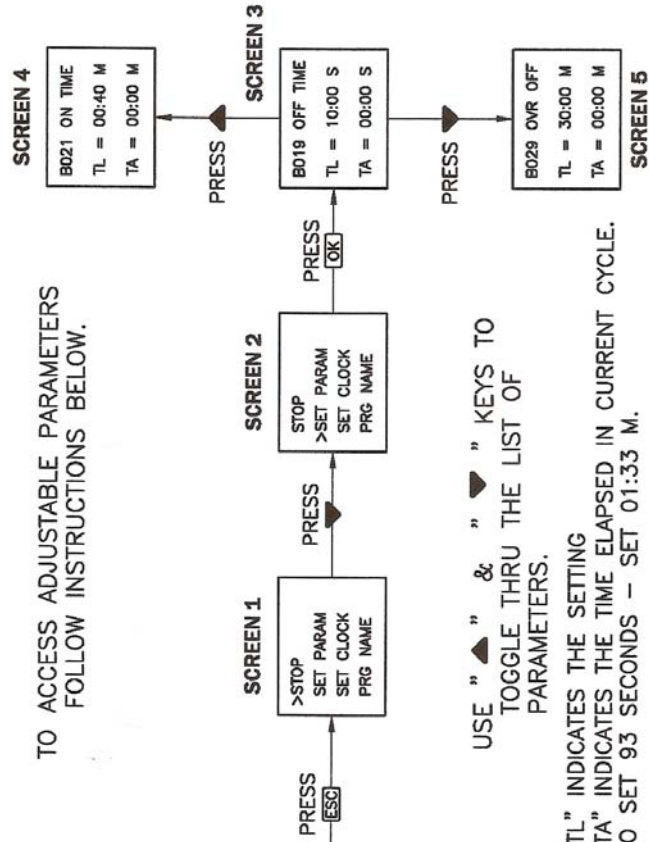 TO ACCESS ADJUSTABLE PARAMETERS
FOLLOW INSTRUCTIONS BELOW.
PRESS
ESC
SCREEN 1
>STOP
SET PARAM
SET CLOCK
PRG NAME
PRESS
SCREEN 2
STOP
>SET PARAM
SET CLOCK
PRG NAME
PRESS
OK
SCREEN 3
B019 OFF TIME
TL = 10:00 S
TA = 00:00 S
PRESS
SCREEN 4
B021 ON TIME
TL = 00:40 M
TA = 00:00 M
PRESS
B029 OVR OFF
TL = 30:00 M
TA = 00:00 M
SCREEN 5
USE "▲" & "▼" KEYS TO
TOGGLE THRU THE LIST OF
PARAMETERS.
TL" INDICATES THE SETTING
TA" INDICATES THE TIME ELAPSED IN CURRENT CYCLE.
O SET 93 SECONDS – SET 01:33 M.